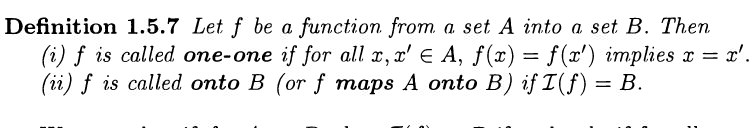 Definition 1.5.7 Let f be a function from a set A into a set B. Then
(i) f is called one-one if for all x, x′ ∈ A, f(x) = f(x′) implies x = x′.
(ii) f is called onto B (or f maps A onto B) if I(f) = B.